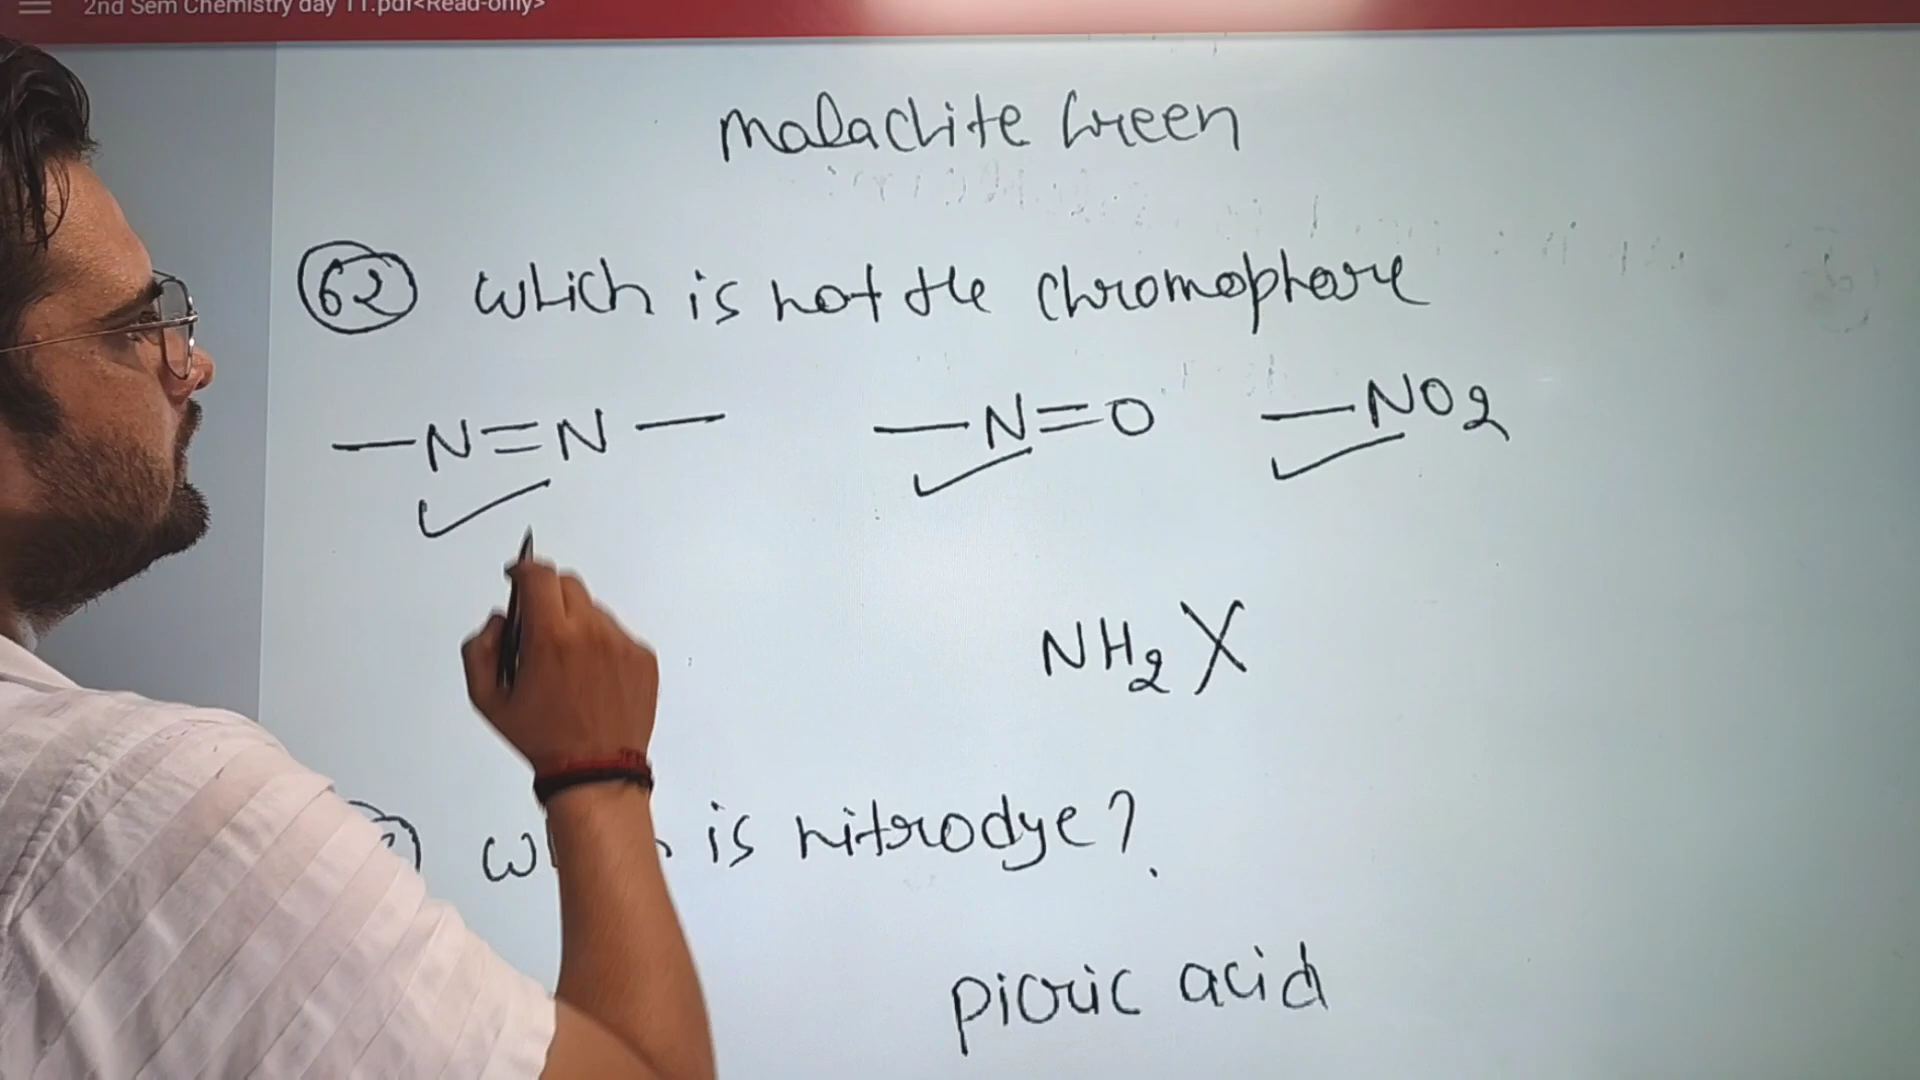 2nd Sem Chemistry day 11.pdf<Read-only>
Malachite Green
62 Which is not the chromophore
—N=N— —N=O —NO2
NH2 X
is nitrodye?
picric acid